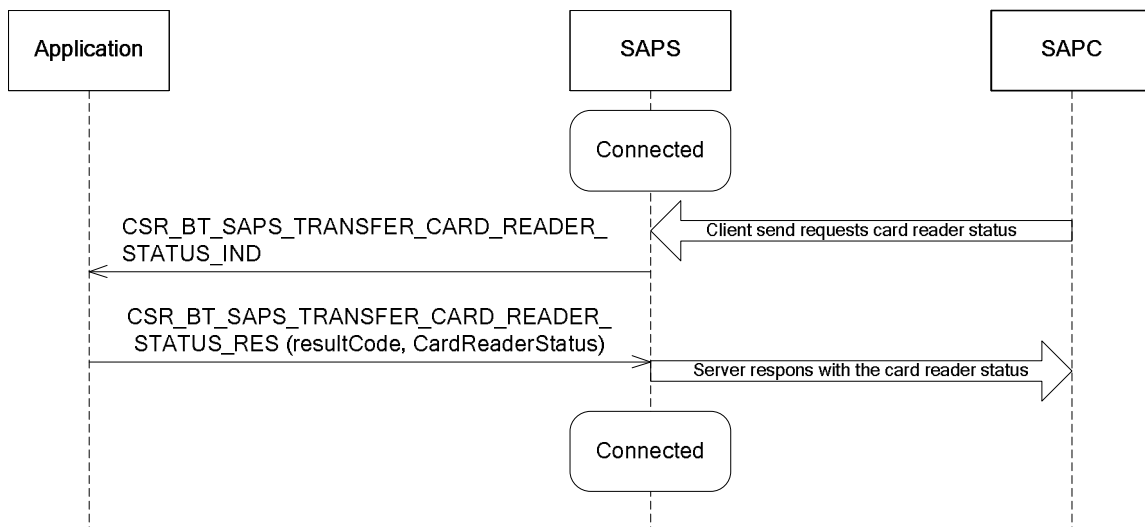 Application
SAPS
SAPC
Connected
Client send requests card reader status
CSR_BT_SAPS_TRANSFER_CARD_READER_
STATUS_IND
CSR_BT_SAPS_TRANSFER_CARD_READER_
STATUS_RES (resultCode, CardReaderStatus)
Server respons with the card reader status
Connected